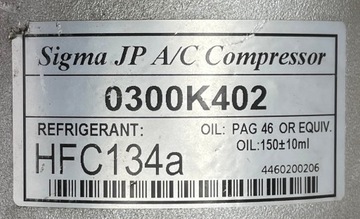 Sigma JP A/C Compressor
0300K402
REFRIGERANT: OIL: PAG 46 OR EQUIV.
HFC134a OIL:150±10ml
4460200206